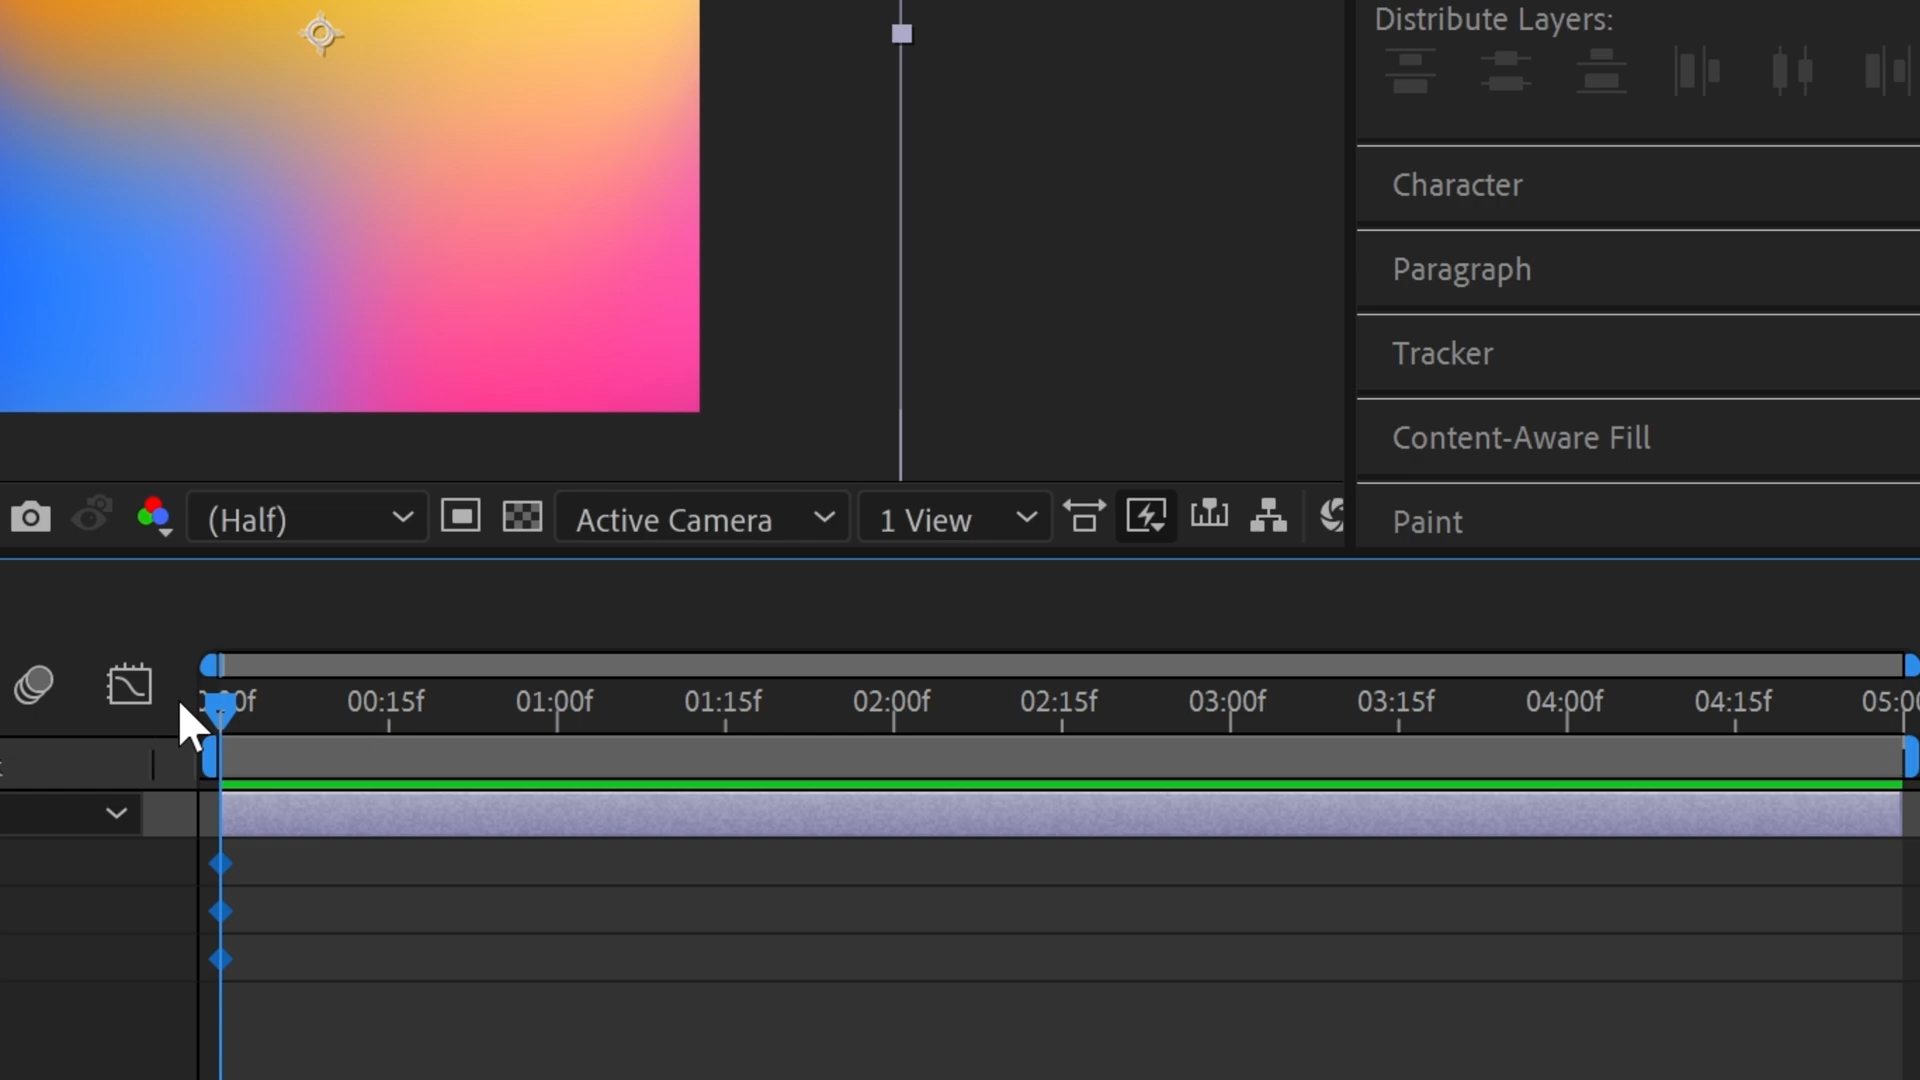 Distribute Layers:
Character
Paragraph
Tracker
Content-Aware Fill
Paint
(Half)
Active Camera
1 View
00:15f 01:00f 01:15f 02:00f 02:15f 03:00f 03:15f 04:00f 04:15f